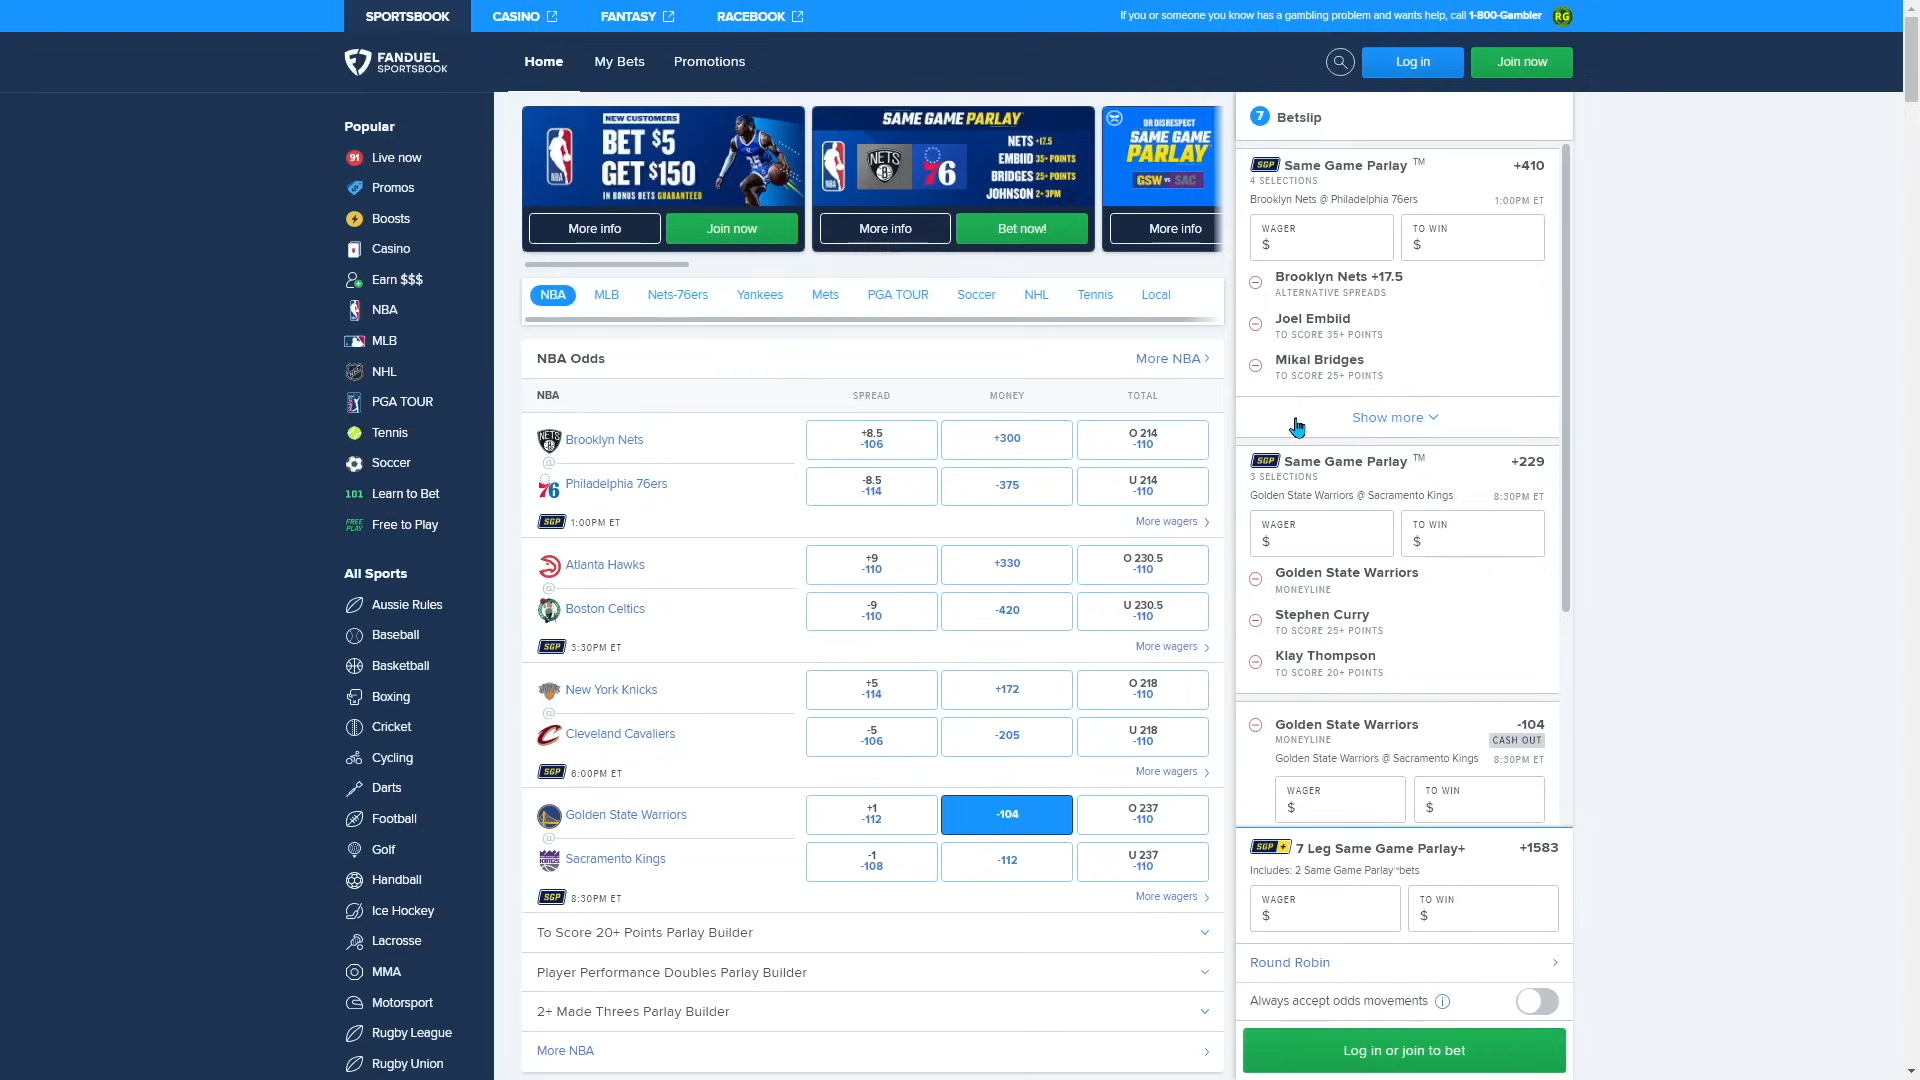 SPORTSBOOK
CASINO
FANTASY
RACEBOOK
If you or someone you know has a gambling problem and wants help, call 1-800-Gambler
RG
FANDUEL
SPORTSBOOK
Home
My Bets
Promotions
Log in
Join now
Popular
91 Live now
Promos
Boosts
Casino
Earn $$$
NBA
MLB
NHL
PGA TOUR
Tennis
Soccer
101 Learn to Bet
FREE PLAY Free to Play
All Sports
Aussie Rules
Baseball
Basketball
Boxing
Cricket
Cycling
Darts
Football
Golf
Handball
Ice Hockey
Lacrosse
MMA
Motorsport
Rugby League
Rugby Union
NBA
NEW CUSTOMERS
BET $5
GET $150
IN BONUS BETS GUARANTEED
More info
Join now
SAME GAME PARLAY
NBA
NETS
76
NETS +17.5
EMBIID 35+ POINTS
BRIDGES 25+ POINTS
JOHNSON 2+ 3PM
More info
Bet now!
DR DISRESPECT
SAME GAME
PARLAY
GSW vs SAC
More info
NBA
MLB
Nets-76ers
Yankees
Mets
PGA TOUR
Soccer
NHL
Tennis
Local
NBA Odds
More NBA
NBA
SPREAD
MONEY
TOTAL
Brooklyn Nets
+8.5
-106
+300
O 214
-110
@
Philadelphia 76ers
-8.5
-114
-375
U 214
-110
SGP 1:00PM ET
More wagers
Atlanta Hawks
+9
-110
+330
O 230.5
-110
@
Boston Celtics
-9
-110
-420
U 230.5
-110
SGP 3:30PM ET
More wagers
New York Knicks
+5
-114
+172
O 218
-110
@
Cleveland Cavaliers
-5
-106
-205
U 218
-110
SGP 6:00PM ET
More wagers
Golden State Warriors
+1
-112
-104
O 237
-110
@
Sacramento Kings
-1
-108
-112
U 237
-110
SGP 8:30PM ET
More wagers
To Score 20+ Points Parlay Builder
Player Performance Doubles Parlay Builder
2+ Made Threes Parlay Builder
More NBA
7 Betslip
SGP Same Game Parlay ™ +410
4 SELECTIONS
Brooklyn Nets @ Philadelphia 76ers 1:00PM ET
WAGER
$
TO WIN
$
Brooklyn Nets +17.5
ALTERNATIVE SPREADS
Joel Embiid
TO SCORE 35+ POINTS
Mikal Bridges
TO SCORE 25+ POINTS
Show more
SGP Same Game Parlay ™ +229
3 SELECTIONS
Golden State Warriors @ Sacramento Kings 8:30PM ET
WAGER
$
TO WIN
$
Golden State Warriors
MONEYLINE
Stephen Curry
TO SCORE 25+ POINTS
Klay Thompson
TO SCORE 20+ POINTS
Golden State Warriors -104
MONEYLINE CASH OUT
Golden State Warriors @ Sacramento Kings 8:30PM ET
WAGER
$
TO WIN
$
SGP + 7 Leg Same Game Parlay+ +1583
Includes: 2 Same Game Parlay™ bets
WAGER
$
TO WIN
$
Round Robin
Always accept odds movements
Log in or join to bet